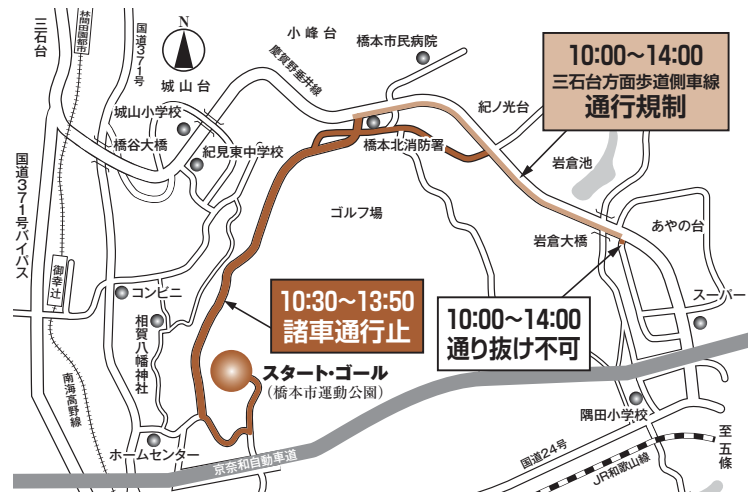 三石台
林間田園都市
国道371号
N
城山台
小峰台
慶賀野垂井線
橋本市民病院
10:00〜14:00
三石台方面歩道側車線
通行規制
城山小学校
橋谷大橋
紀見東中学校
橋本北消防署
紀ノ光台
岩倉池
国道371号バイパス
ゴルフ場
岩倉大橋
あやの台
御幸辻
コンビニ
10:30〜13:50
諸車通行止
10:00〜14:00
通り抜け不可
スーパー
相賀八幡神社
スタート・ゴール
(橋本市運動公園)
南海高野線
隅田小学校
ホームセンター
京奈和自動車道
国道24号
JR和歌山線
至五條